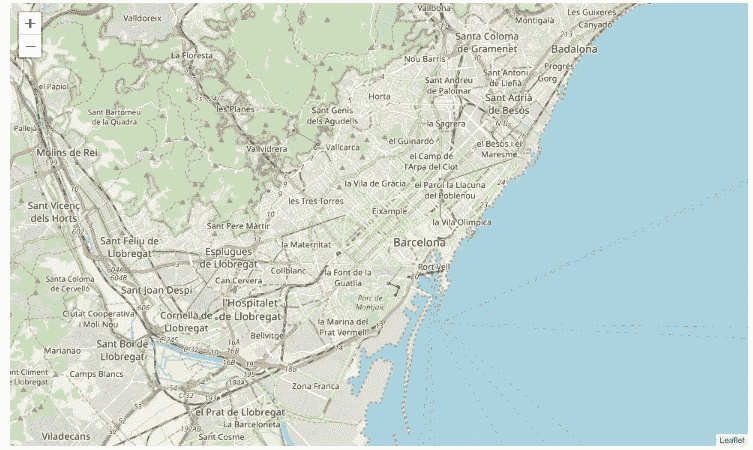 Valldoreix
Vallbona
Les Guixeres
Canyadó
Montigalà
+
−
La Floresta
Santa Coloma
de Gramenet
Badalona
Nou Barris
Progrés
Gorg
el Papiol
Sant Andreu
de Palomar
Sant Antoni
de Llefià
les Planes
Horta
Sant Adrià
de Besòs
Sant Bartomeu
de la Quadra
Sant Genís
dels Agudells
la Sagrera
Pallejà
el Guinardó
el Besòs i el
Maresme
Molins de Rei
Vallvidrera
Vallcarca
el Camp de
l'Arpa del Clot
la Vila de Gràcia
el Parc i la Llacuna
del Poblenou
les Tres Torres
Sant Vicenç
dels Horts
Eixample
la Vila Olímpica
Sant Pere Màrtir
Sant Feliu de
Llobregat
la Maternitat
Barcelona
Esplugues
de Llobregat
Collblanc
Port Vell
Santa Coloma
de Cervelló
Can Cervera
la Font de la
Guatlla
Sant Joan Despí
l'Hospitalet
de Llobregat
Parc de
Montjuïc
Ciutat Cooperativa
i Molí Nou
Cornellà de
Llobregat
la Marina del
Prat Vermell
Bellvitge
Marianao
Sant Boi de
Llobregat
ant Climent
e Llobregat
Camps Blancs
Zona Franca
el Prat de Llobregat
la Barceloneta
Viladecans
Sant Cosme
Leaflet